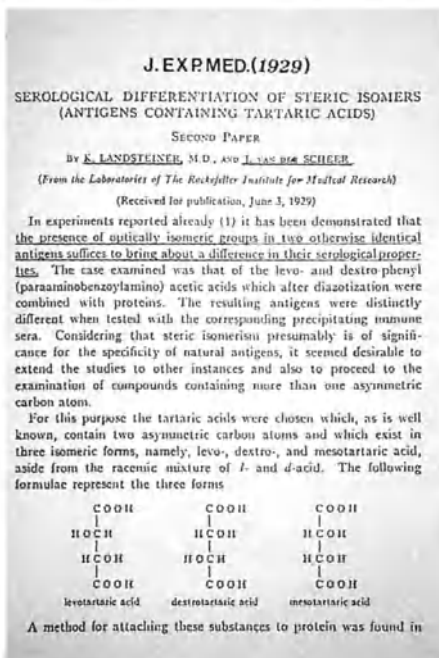 J. EXP. MED. (1929)
SEROLOGICAL DIFFERENTIATION OF STERIC ISOMERS
(ANTIGENS CONTAINING TARTARIC ACIDS)
SECOND PAPER
BY K. LANDSTEINER, M.D., AND J. VAN DER SCHEER
(From the Laboratories of The Rockefeller Institute for Medical Research)
(Received for publication, June 3, 1929)
In experiments reported already (1) it has been demonstrated that
the presence of optically isomeric groups in two otherwise identical
antigens suffices to bring about a difference in their serological proper-
ties. The case examined was that of the levo- and dextro-phenyl
(paraaminobenzoylamino) acetic acids which after diazotization were
combined with proteins. The resulting antigens were distinctly
different when tested with the corresponding precipitating immune
sera. Considering that steric isomerism presumably is of signifi-
cance for the specificity of natural antigens, it seemed desirable to
extend the studies to other instances and also to proceed to the
examination of compounds containing more than one asymmetric
carbon atom.
For this purpose the tartaric acids were chosen which, as is well
known, contain two asymmetric carbon atoms and which exist in
three isomeric forms, namely, levo-, dextro-, and mesotartaric acid,
aside from the racemic mixture of l- and d-acid. The following
formulae represent the three forms
COOH COOH COOH
| | |
HOCH HCOH HCOH
| | |
HCOH HOCH HCOH
| | |
COOH COOH COOH
levotartaric acid dextrotartaric acid mesotartaric acid
A method for attaching these substances to protein was found in